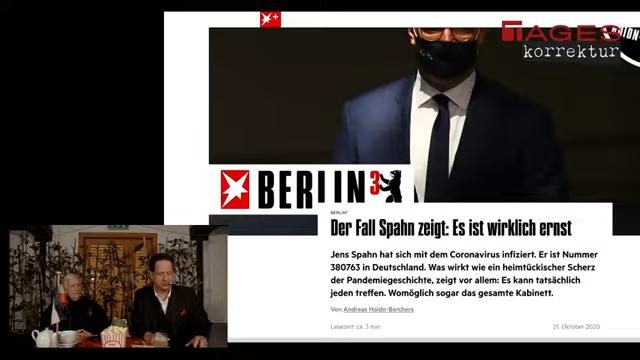 TAGES
korrektur
BERLIN³
BERLIN³
Der Fall Spahn zeigt: Es ist wirklich ernst
Jens Spahn hat sich mit dem Coronavirus infiziert. Er ist Nummer
380763 in Deutschland. Was wirkt wie ein heimtückischer Scherz
der Pandemiegeschichte, zeigt vor allem: Es kann tatsächlich
jeden treffen. Womöglich sogar das gesamte Kabinett.
Von Andreas Hoidn-Borchers
Lesezeit: ca. 3 min
21. Oktober 2020